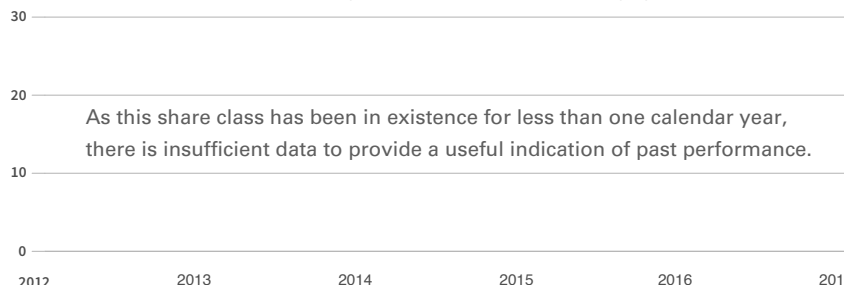 30
20
As this share class has been in existence for less than one calendar year,
there is insufficient data to provide a useful indication of past performance.
10
0
2012 2013 2014 2015 2016 201